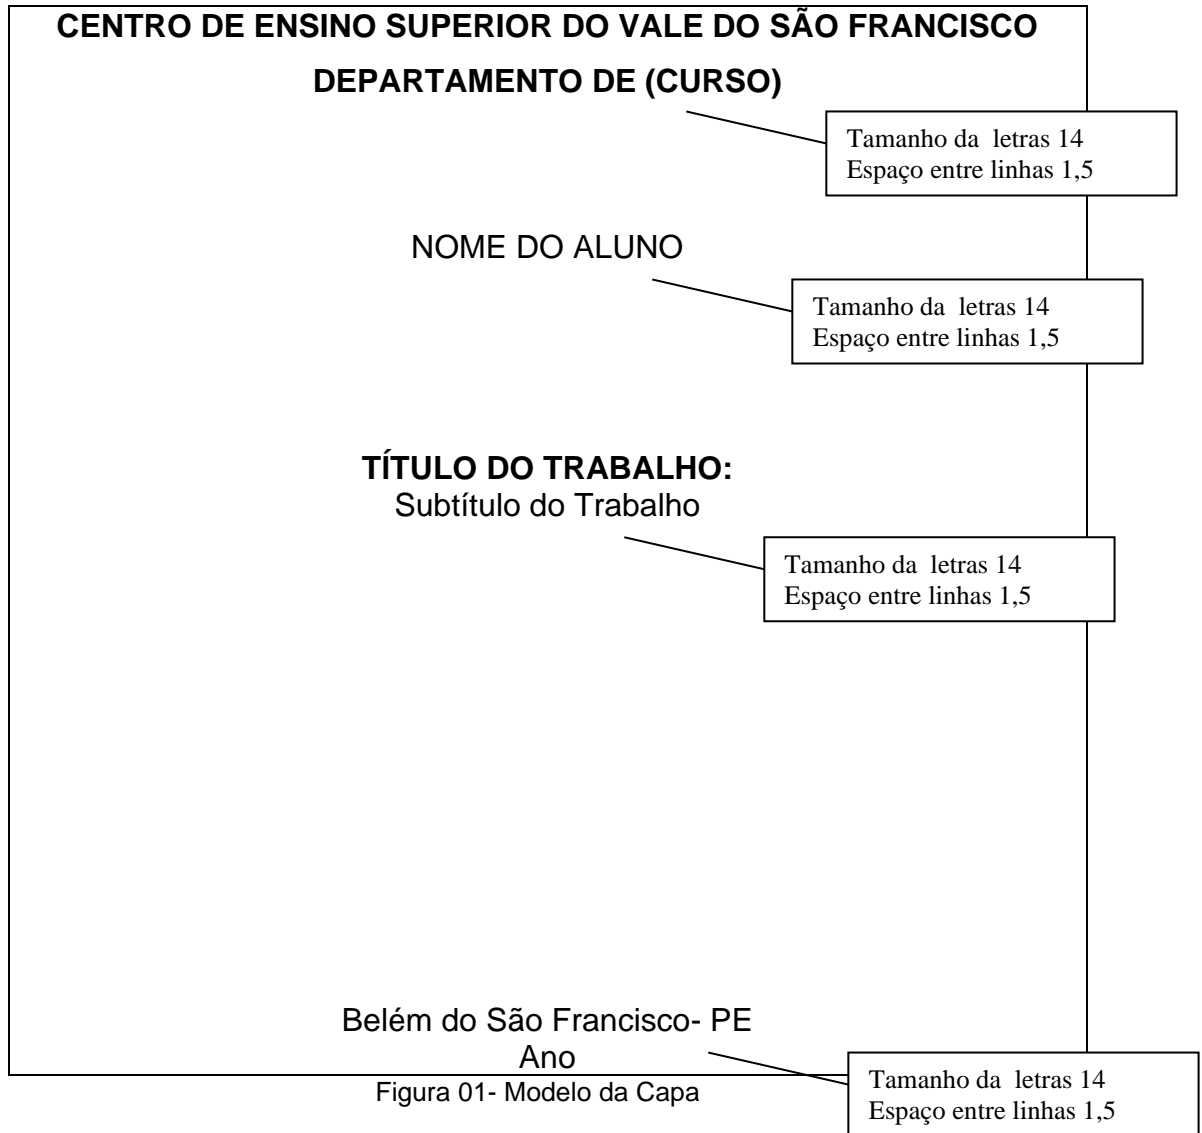 CENTRO DE ENSINO SUPERIOR DO VALE DO SÃO FRANCISCO
DEPARTAMENTO DE (CURSO)
Tamanho da  letras 14
Espaço entre linhas 1,5
NOME DO ALUNO
Tamanho da  letras 14
Espaço entre linhas 1,5
TÍTULO DO TRABALHO:
Subtítulo do Trabalho
Tamanho da  letras 14
Espaço entre linhas 1,5
Belém do São Francisco- PE
Ano
Tamanho da  letras 14
Espaço entre linhas 1,5
Figura 01- Modelo da Capa